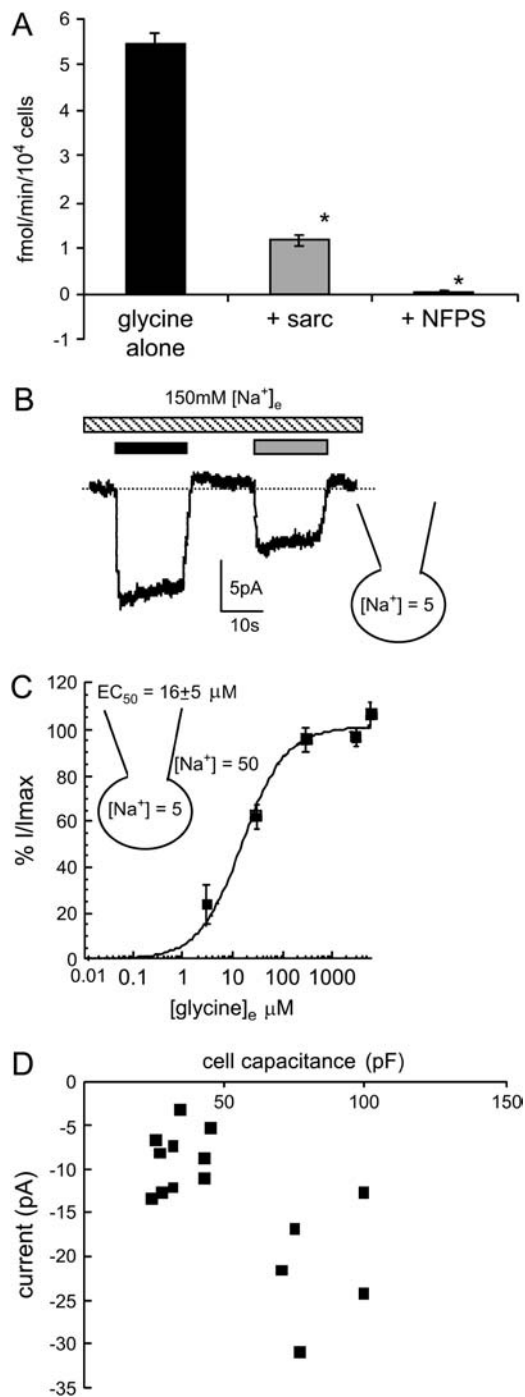 A
fmol/min/10⁴ cells
6
5
4
3
2
1
0
-1
glycine alone
+ sarc
+ NFPS
*
*
B
150mM [Na⁺]ₑ
5pA
10s
[Na⁺] = 5
C
% I/Imax
120
100
80
60
40
20
0
EC₅₀ = 16±5 μM
[Na⁺] = 50
[Na⁺] = 5
0.01
0.1
1
10
100
1000
[glycine]ₑ μM
D
cell capacitance (pF)
50
100
150
current (pA)
0
-5
-10
-15
-20
-25
-30
-35